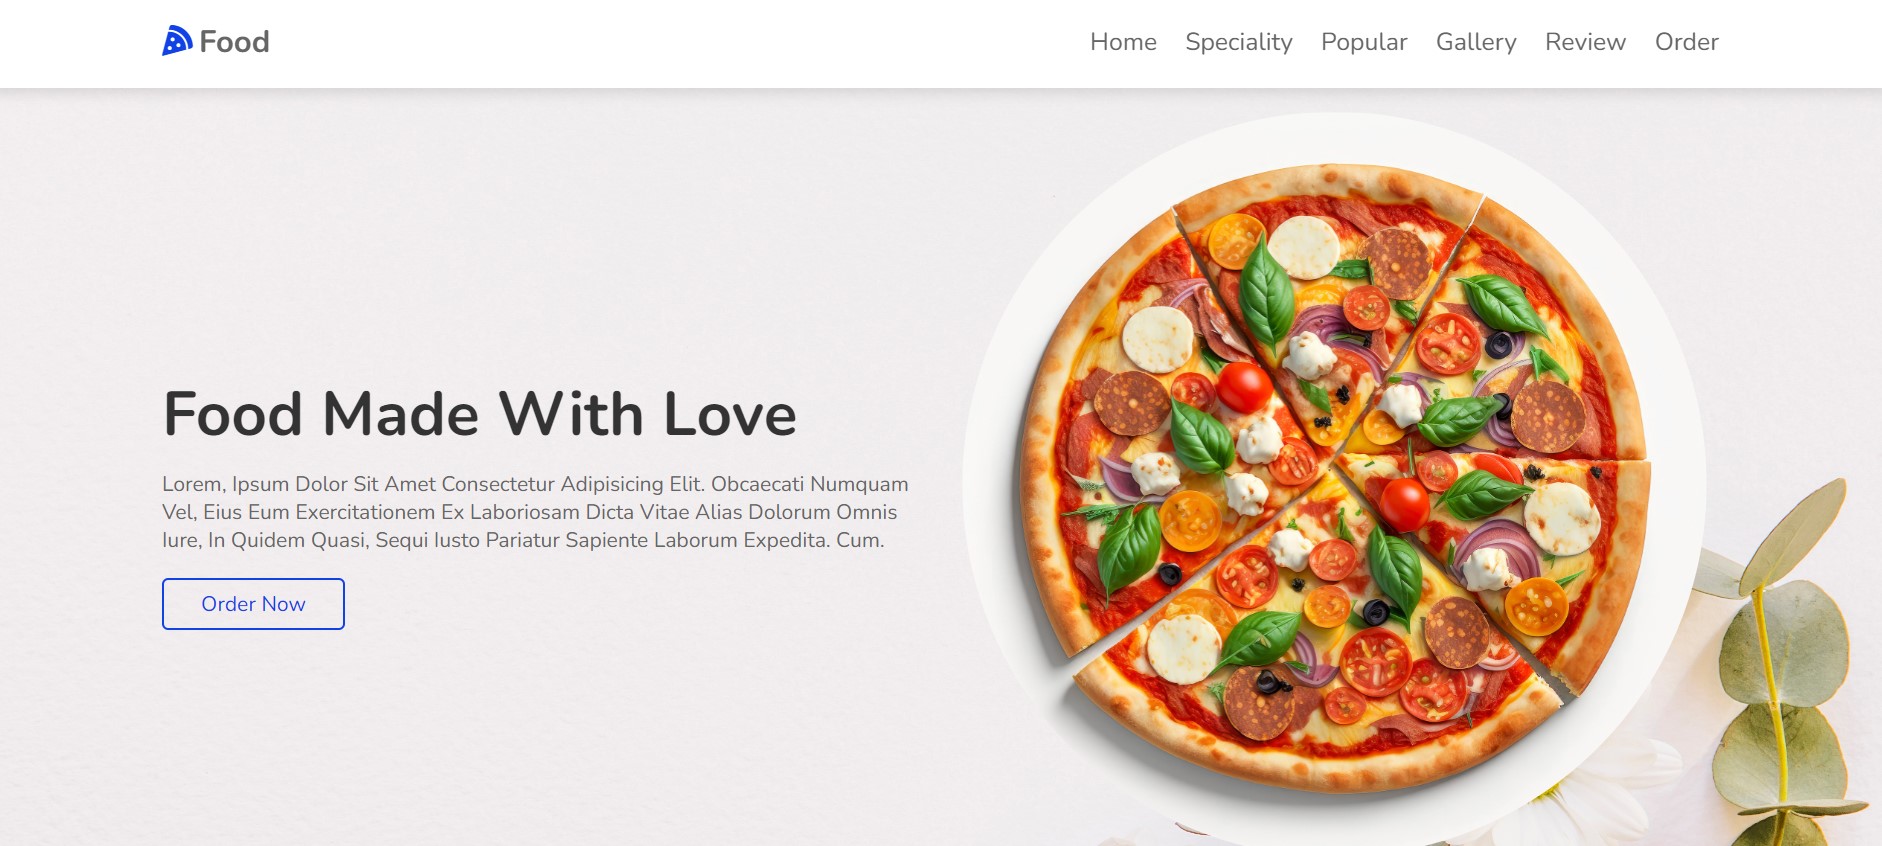 Food
Home Speciality Popular Gallery Review Order
Food Made With Love
Lorem, Ipsum Dolor Sit Amet Consectetur Adipisicing Elit. Obcaecati Numquam
Vel, Eius Eum Exercitationem Ex Laboriosam Dicta Vitae Alias Dolorum Omnis
Iure, In Quidem Quasi, Sequi Iusto Pariatur Sapiente Laborum Expedita. Cum.
Order Now